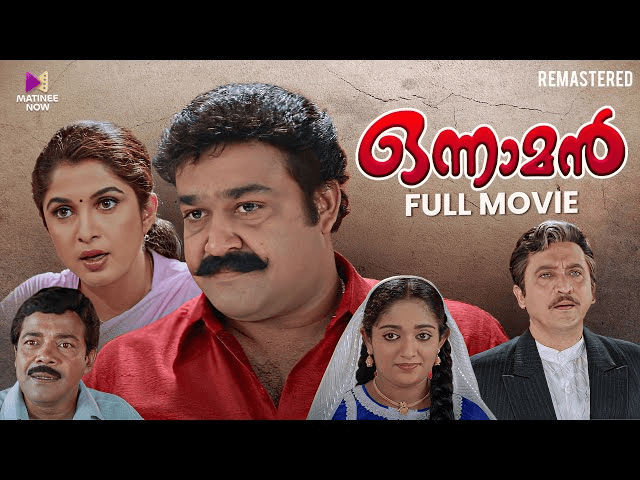 MATINEE
NOW
REMASTERED
ഒന്നാമൻ
FULL MOVIE